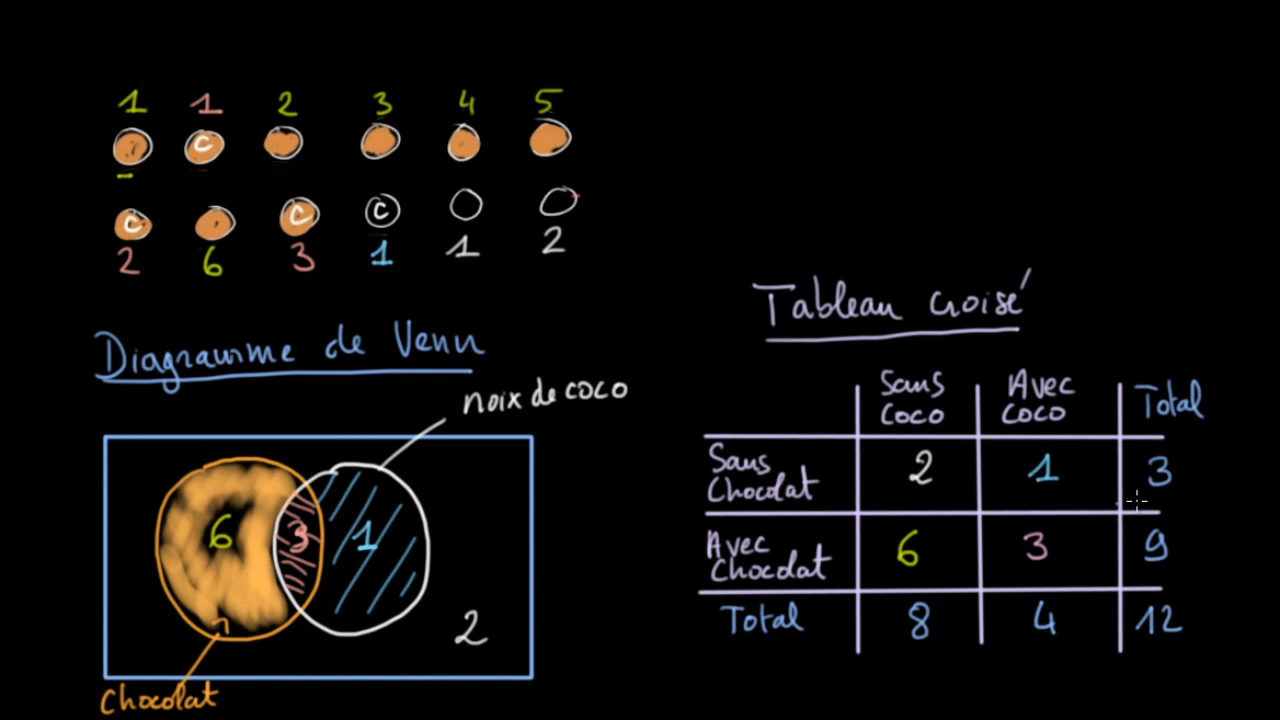 1 1 2 3 4 5
C
C C C
2 6 3 1 1 2
Diagramme de Venn
noix de coco
6 3 1
2
Chocolat
Tableau croisé
Sans Coco Avec coco Total
Sans Chocolat 2 1 3
Avec Chocolat 6 3 9
Total 8 4 12